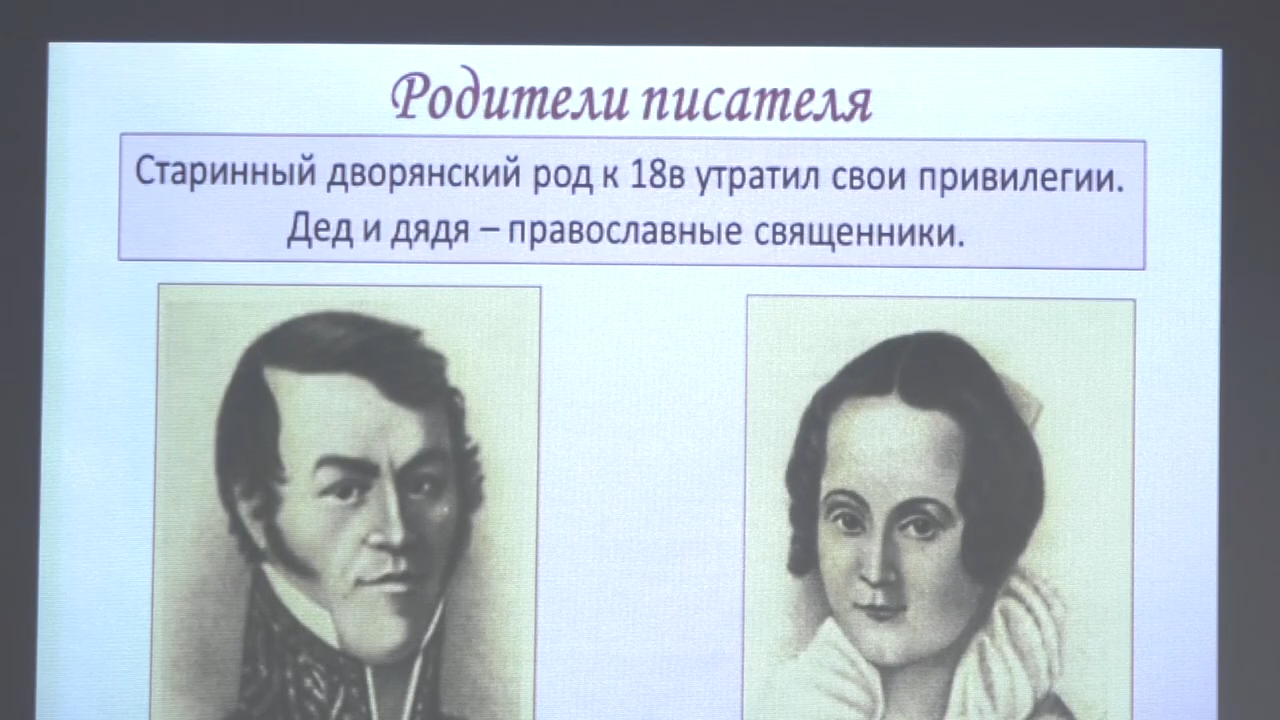 Родители писателя
Старинный дворянский род к 18в утратил свои привилегии.
Дед и дядя – православные священники.